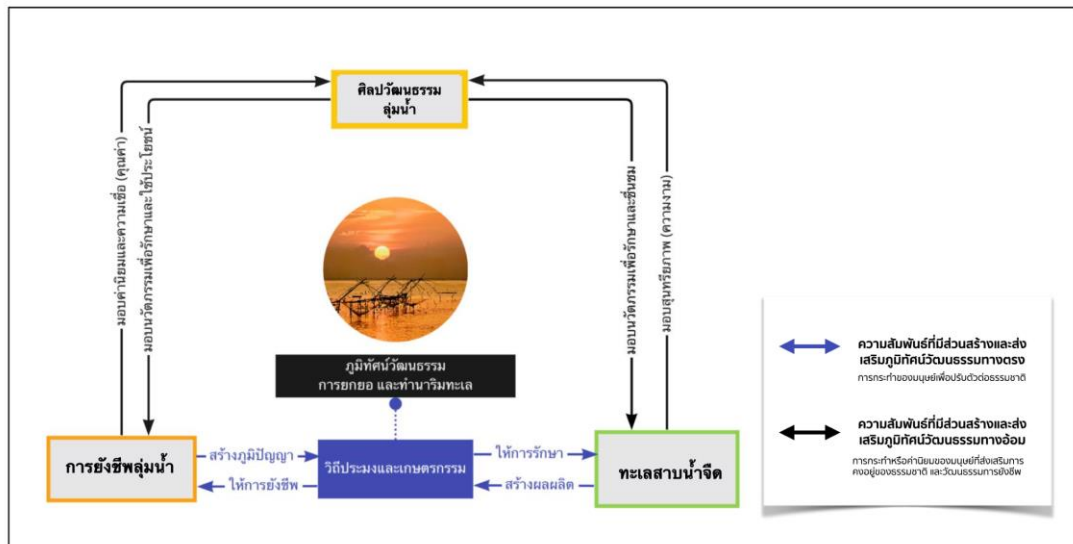 ศิลปวัฒนธรรม
ลุ่มน้ำ
มอบค่านิยมและความเชื่อ (คุณค่า)
มอบนวัตกรรมเพื่อรักษาและใช้ประโยชน์
มอบนวัตกรรมเพื่อรักษาและชื่นชม
มอบสุนทรียภาพ (ความงาม)
ภูมิทัศน์วัฒนธรรม
การยกยอ และทำนาริมทะเล
การยังชีพลุ่มน้ำ
สร้างภูมิปัญญา
ให้การยังชีพ
วิถีประมงและเกษตรกรรม
ให้การรักษา
สร้างผลผลิต
ทะเลสาบน้ำจืด
ความสัมพันธ์ที่มีส่วนสร้างและส่ง
เสริมภูมิทัศน์วัฒนธรรมทางตรง
การกระทำของมนุษย์เพื่อปรับตัวต่อธรรมชาติ
ความสัมพันธ์ที่มีส่วนสร้างและส่ง
เสริมภูมิทัศน์วัฒนธรรมทางอ้อม
การกระทำหรือค่านิยมของมนุษย์ที่ส่งเสริมการ
คงอยู่ของธรรมชาติ และวัฒนธรรมการยังชีพ